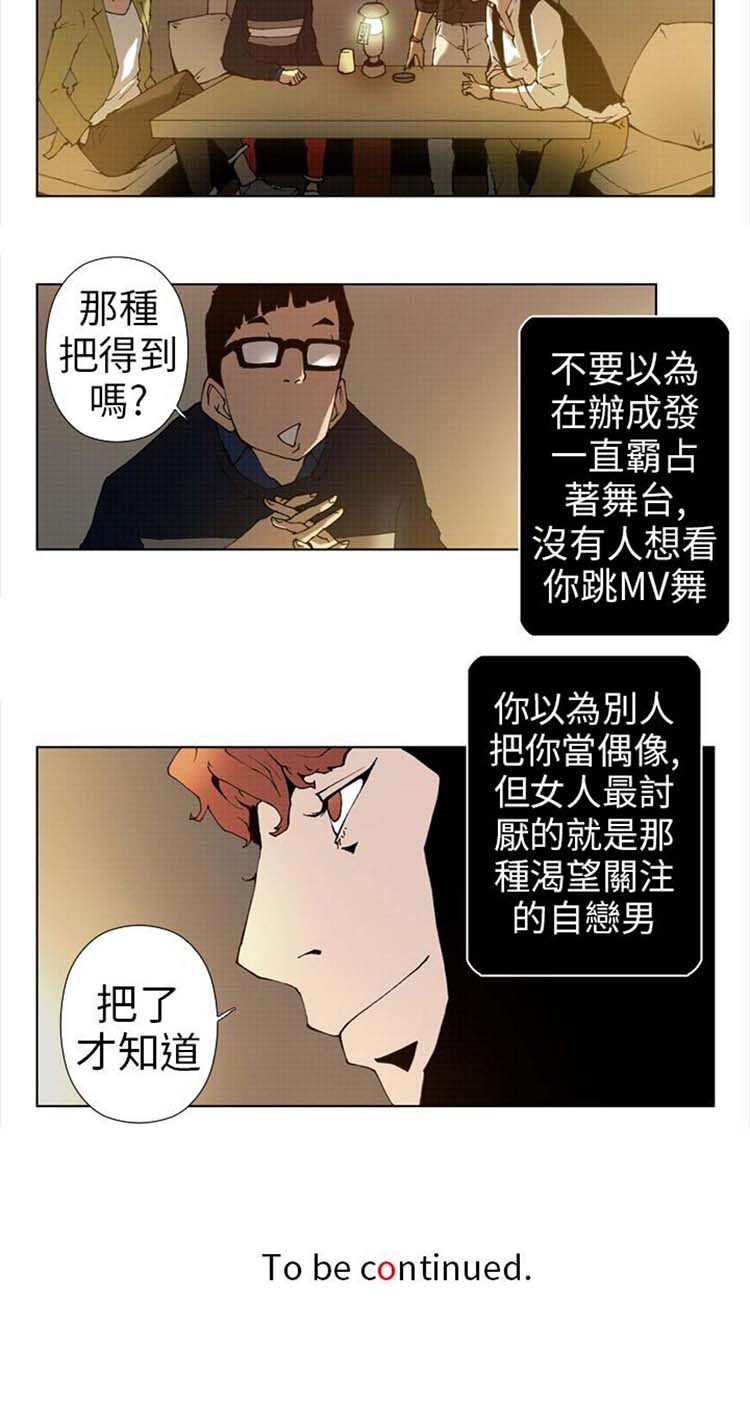 那種
把得到
嗎?
不要以為
在辦成發
一直霸占
著舞台,
沒有人想看
你跳MV舞
你以為別人
把你當偶像,
但女人最討
厭的就是那
種渴望關注
的自戀男
把了
才知道
To be continued.